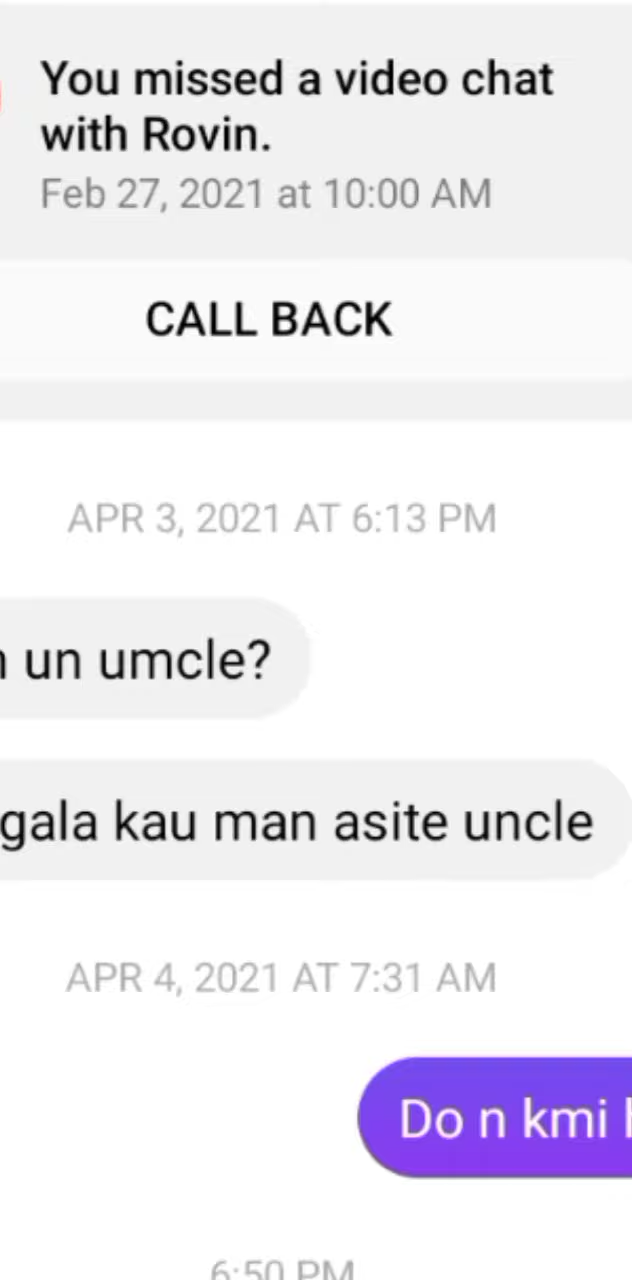 You missed a video chat
with Rovin.
Feb 27, 2021 at 10:00 AM
CALL BACK
APR 3, 2021 AT 6:13 PM
un umcle?
gala kau man asite uncle
APR 4, 2021 AT 7:31 AM
Do n kmi
6:50 PM